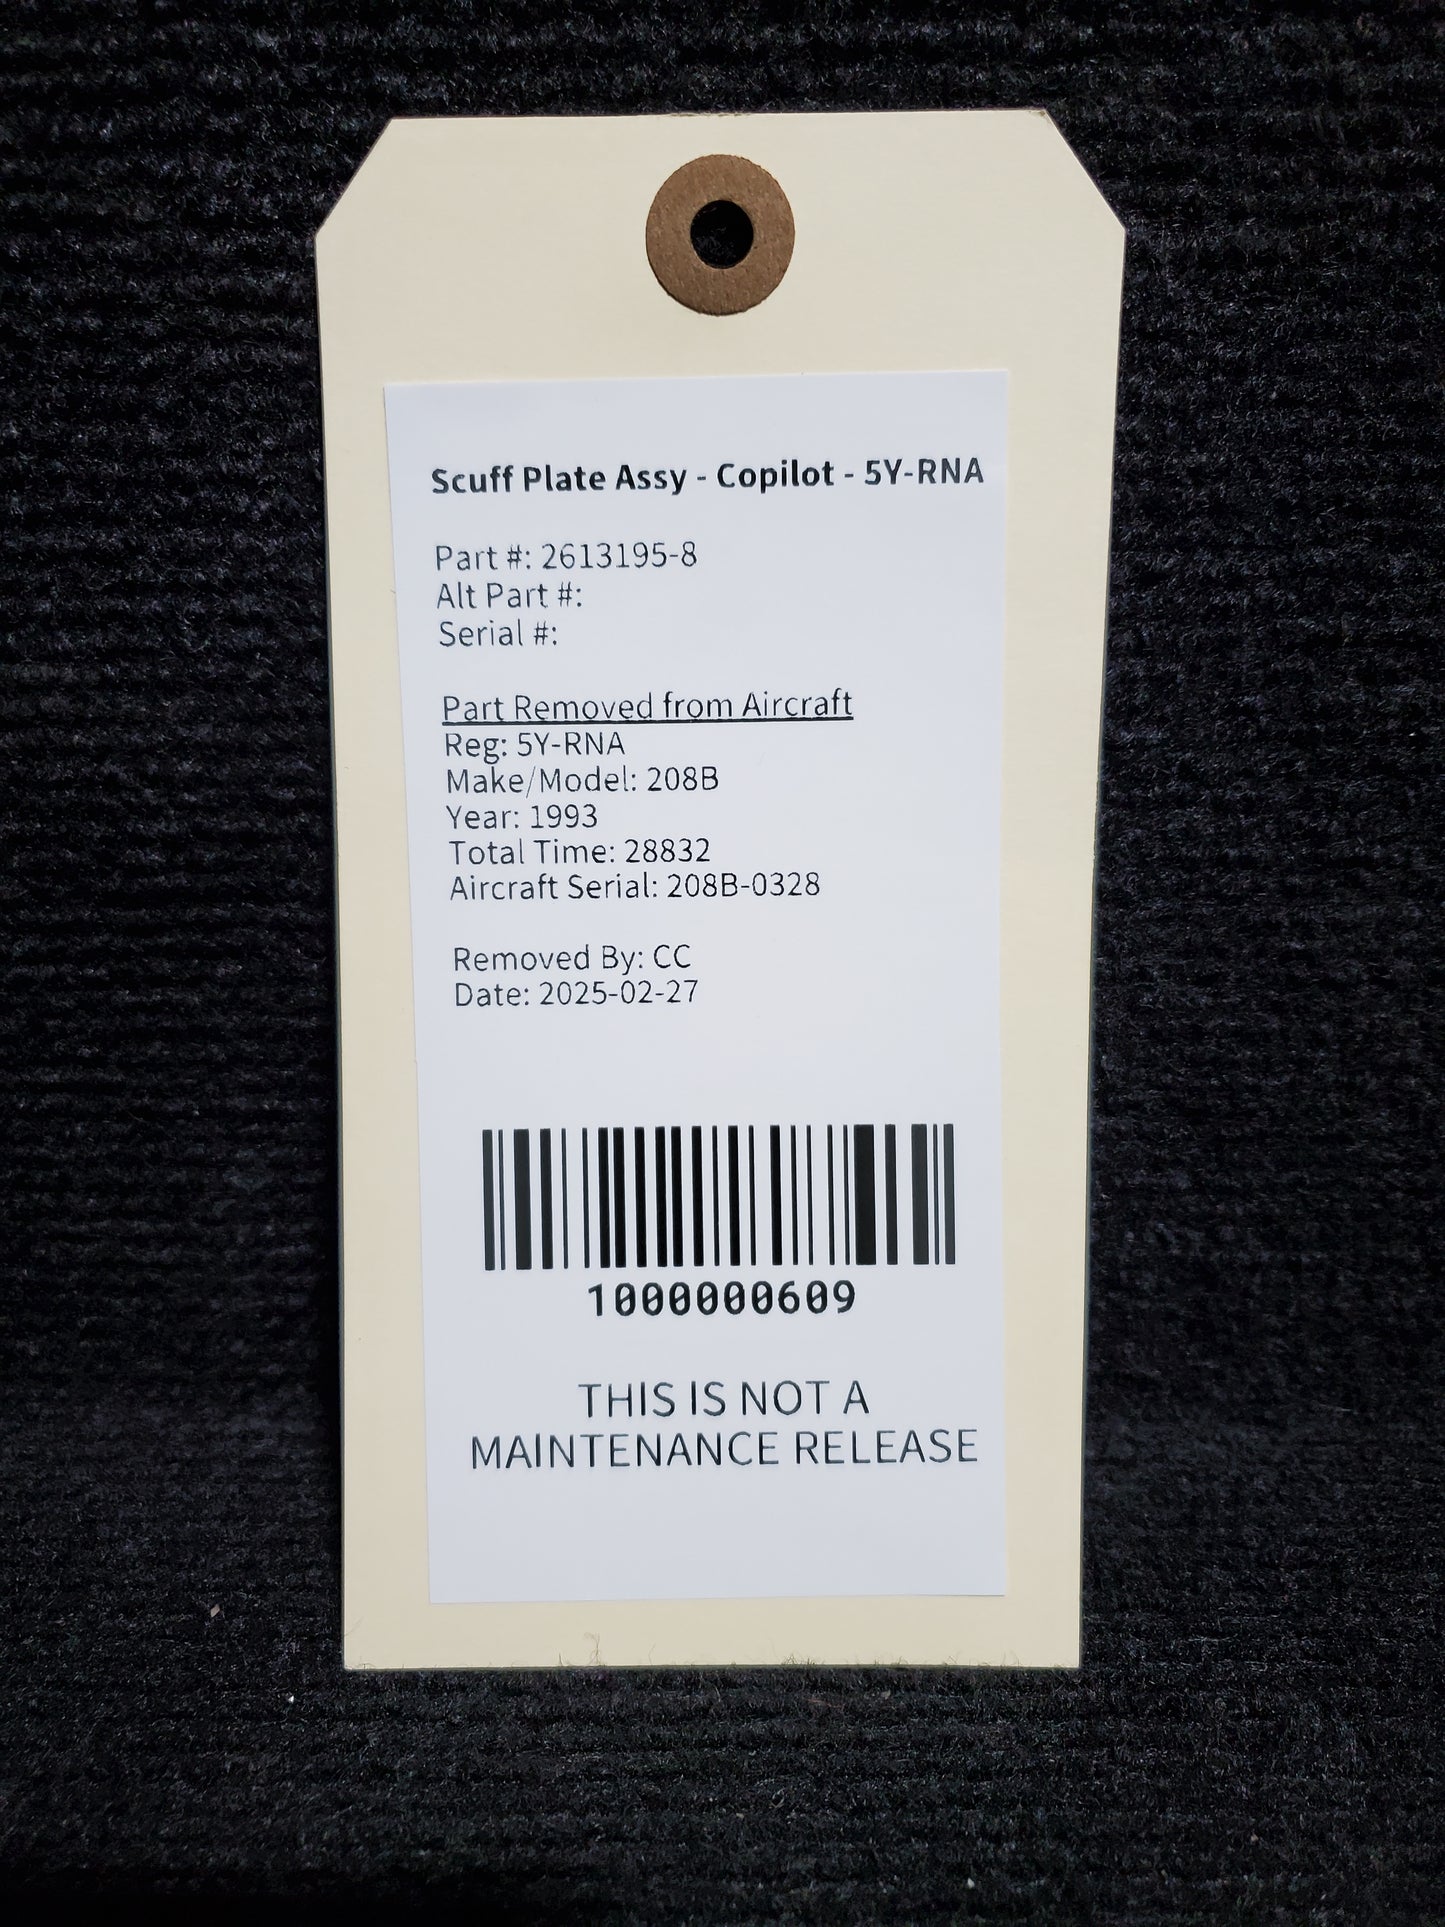 Scuff Plate Assy - Copilot - 5Y-RNA
Part #: 2613195-8
Alt Part #:
Serial #:
Part Removed from Aircraft
Reg: 5Y-RNA
Make/Model: 208B
Year: 1993
Total Time: 28832
Aircraft Serial: 208B-0328
Removed By: CC
Date: 2025-02-27
1000000609
THIS IS NOT A
MAINTENANCE RELEASE